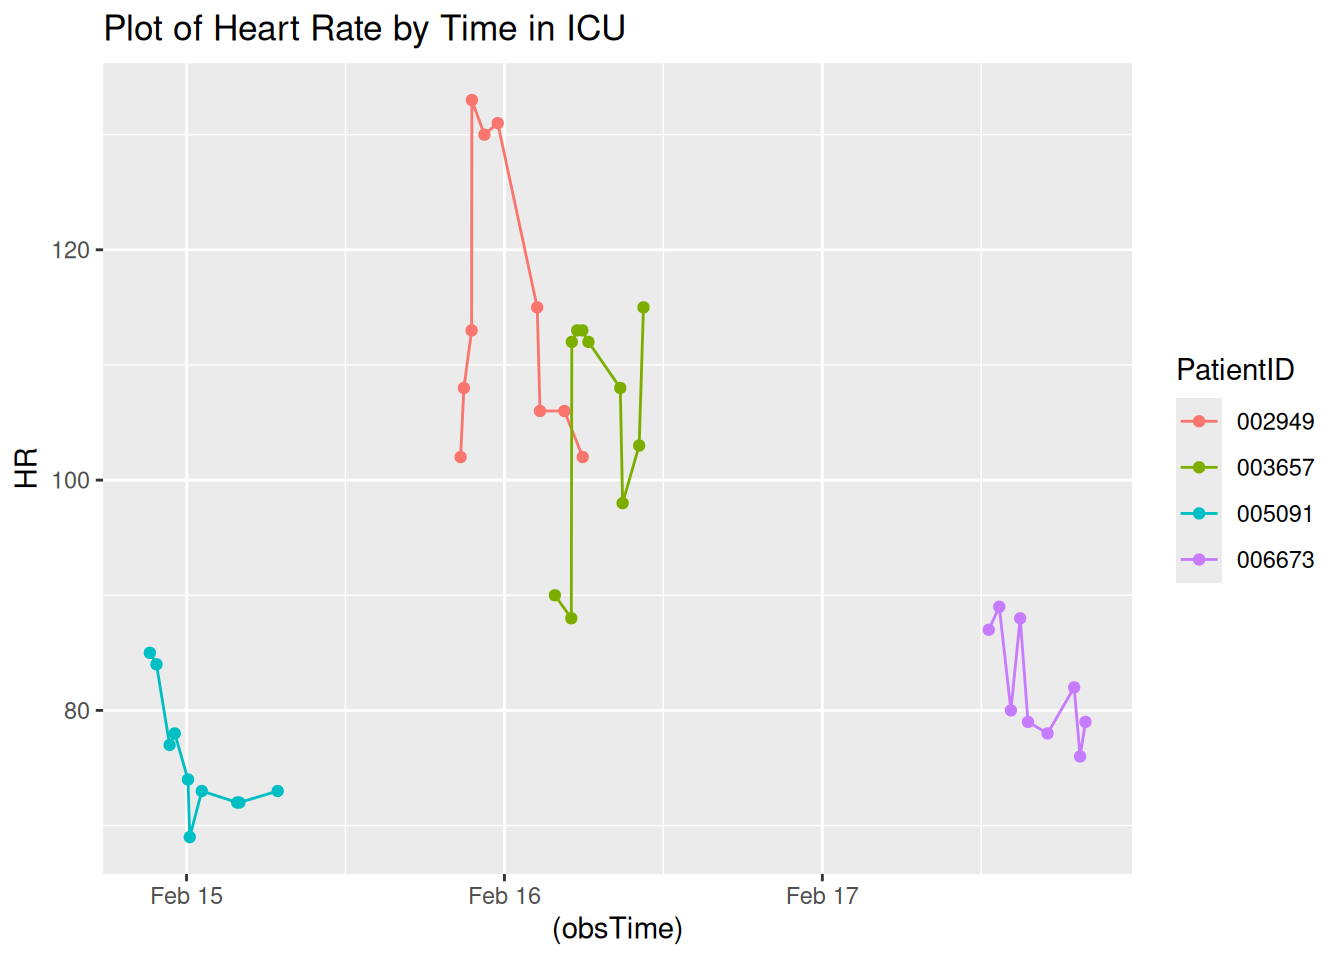 Plot of Heart Rate by Time in ICU
120
100
80
HR
Feb 15
Feb 16
Feb 17
(obsTime)
PatientID
002949
003657
005091
006673